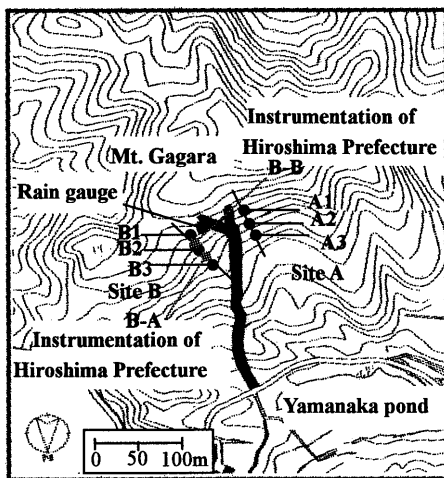 Instrumentation of
Hiroshima Prefecture
B-B
Mt. Gagara
Rain gauge
A1
A2
A3
B1
B2
B3
Site A
Site B
B-A
Instrumentation of
Hiroshima Prefecture
Yamanaka pond
0 50 100m